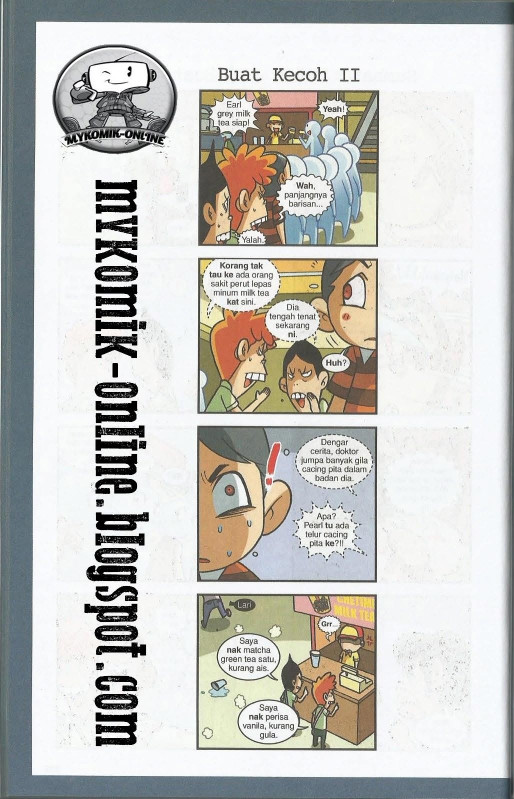 MYKOMIK-ONLINE
mykomik-online.blogspot.com
Buat Kecoh II
Earl
grey milk
tea siap!
Yeah!
Wah,
panjangnya
barisan...
Yalah.
Korang tak
tau ke ada orang
sakit perut lepas
minum milk tea
kat sini.
Dia
tengah tenat
sekarang
ni.
Huh?
!
Dengar
cerita, doktor
jumpa banyak gila
cacing pita dalam
badan dia.
Apa?
Pearl tu ada
telur cacing
pita ke?!!
Lari
MILK TEA
Grr...
Saya
nak matcha
green tea satu,
kurang ais.
Saya
nak perisa
vanila, kurang
gula.